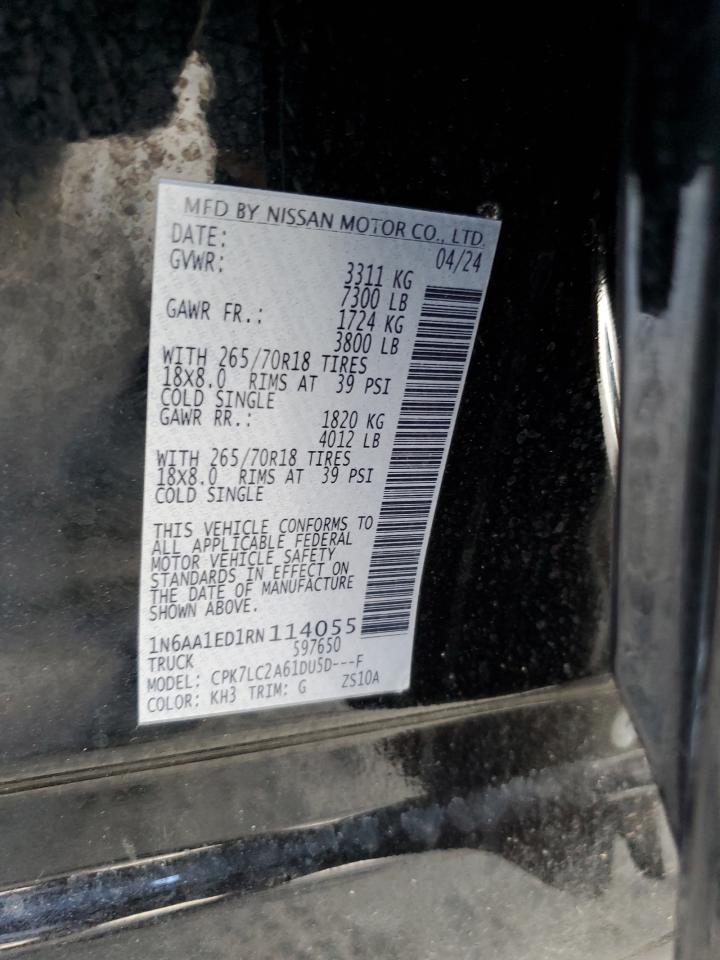 MFD BY NISSAN MOTOR CO., LTD.
DATE: 04/24
GVWR: 3311 KG
7300 LB
GAWR FR.: 1724 KG
3800 LB
WITH 265/70R18 TIRES
18X8.0 RIMS AT 39 PSI
COLD SINGLE
GAWR RR.: 1820 KG
4012 LB
WITH 265/70R18 TIRES
18X8.0 RIMS AT 39 PSI
COLD SINGLE
THIS VEHICLE CONFORMS TO
ALL APPLICABLE FEDERAL
MOTOR VEHICLE SAFETY
STANDARDS IN EFFECT ON
THE DATE OF MANUFACTURE
SHOWN ABOVE.
1N6AA1ED1RN114055
TRUCK 597650
MODEL: CPK7LC2A61DU5D---F
COLOR: KH3 TRIM: G ZS10A